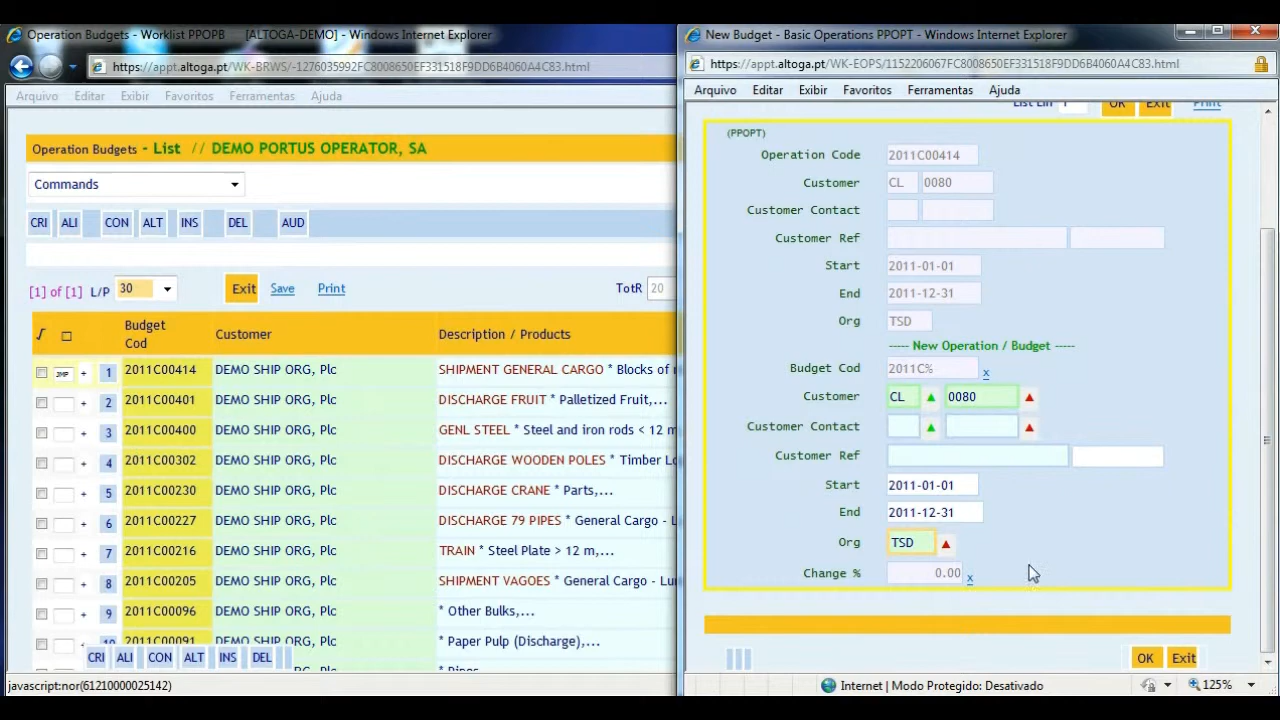 Operation Budgets - Worklist PPOPB [ALTOGA-DEMO] - Windows Internet Explorer
https://appt.altoga.pt/WK-BRWS/-1276035992FC8008650EF331518F9DD6B4060A4C83.html
Arquivo Editar Exibir Favoritos Ferramentas Ajuda
Operation Budgets - List // DEMO PORTUS OPERATOR, SA
Commands
CRI ALI CON ALT INS DEL AUD
[1] of [1] L/P 30 Exit Save Print TotR 20
Budget Cod Customer Description / Products
JMP + 1 2011C00414 DEMO SHIP ORG, Plc SHIPMENT GENERAL CARGO * Blocks of
+ 2 2011C00401 DEMO SHIP ORG, Plc DISCHARGE FRUIT * Palletized Fruit,...
+ 3 2011C00400 DEMO SHIP ORG, Plc GENL STEEL * Steel and iron rods < 12 m
+ 4 2011C00302 DEMO SHIP ORG, Plc DISCHARGE WOODEN POLES * Timber Lo
+ 5 2011C00230 DEMO SHIP ORG, Plc DISCHARGE CRANE * Parts,...
+ 6 2011C00227 DEMO SHIP ORG, Plc DISCHARGE 79 PIPES * General Cargo - L
+ 7 2011C00216 DEMO SHIP ORG, Plc TRAIN * Steel Plate > 12 m,...
+ 8 2011C00205 DEMO SHIP ORG, Plc SHIPMENT VAGOES * General Cargo - Lu
+ 9 2011C00096 DEMO SHIP ORG, Plc * Other Bulks,...
+ 10 2011C00091 DEMO SHIP ORG, Plc * Paper Pulp (Discharge),...
CRI ALI CON ALT INS DEL
* Pipes
javascript:nor(61210000025142)
New Budget - Basic Operations PPOPT - Windows Internet Explorer
https://appt.altoga.pt/WK-EOPS/1152206067FC8008650EF331518F9DD6B4060A4C83.html
Arquivo Editar Exibir Favoritos Ferramentas Ajuda
List Lin 1 OK Exit Print
(PPOPT)
Operation Code 2011C00414
Customer CL 0080
Customer Contact
Customer Ref
Start 2011-01-01
End 2011-12-31
Org TSD
----- New Operation / Budget -----
Budget Cod 2011C% x
Customer CL 0080
Customer Contact
Customer Ref
Start 2011-01-01
End 2011-12-31
Org TSD
Change % 0.00 x
OK Exit
Internet | Modo Protegido: Desativado 125%